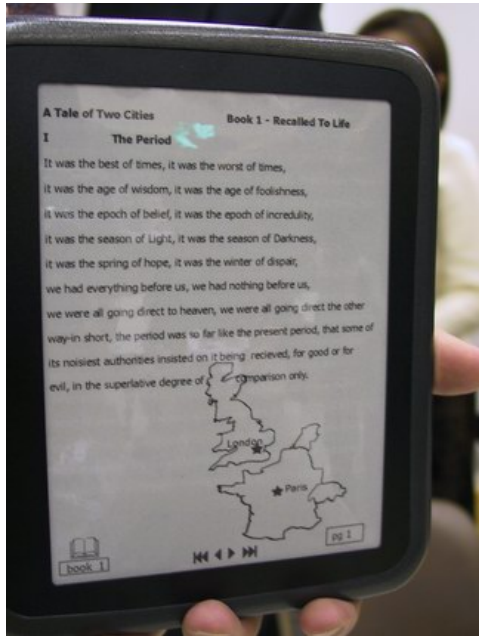 A Tale of Two Cities Book 1 - Recalled To Life
I The Period
It was the best of times, it was the worst of times,
it was the age of wisdom, it was the age of foolishness,
it was the epoch of belief, it was the epoch of incredulity,
it was the season of Light, it was the season of Darkness,
it was the spring of hope, it was the winter of dispair,
we had everything before us, we had nothing before us,
we were all going direct to heaven, we were all going direct the other
way-in short, the period was so far like the present period, that some of
its noisiest authorities insisted on it being recieved, for good or for
evil, in the superlative degree of comparison only.
London
Paris
book 1
pg 1